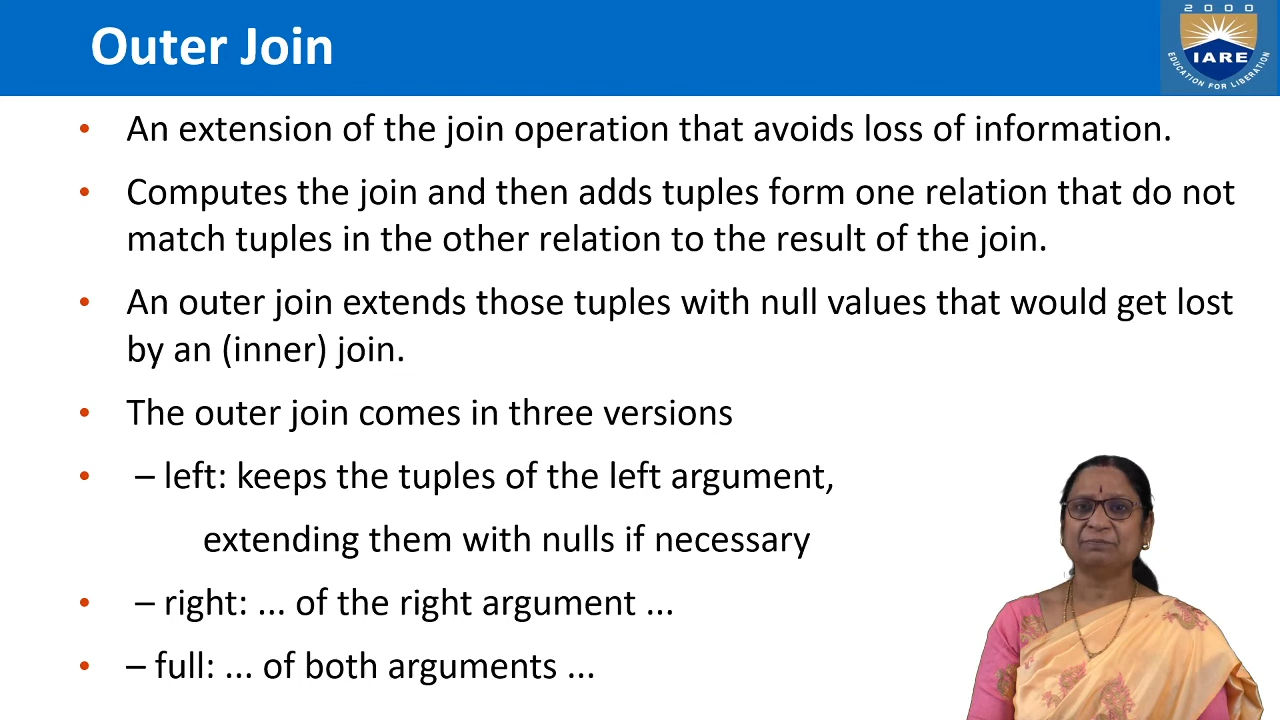 Outer Join
2000
IARE
EDUCATION FOR LIBERATION
• An extension of the join operation that avoids loss of information.
• Computes the join and then adds tuples form one relation that do not
match tuples in the other relation to the result of the join.
• An outer join extends those tuples with null values that would get lost
by an (inner) join.
• The outer join comes in three versions
• – left: keeps the tuples of the left argument,
extending them with nulls if necessary
• – right: ... of the right argument ...
• – full: ... of both arguments ...